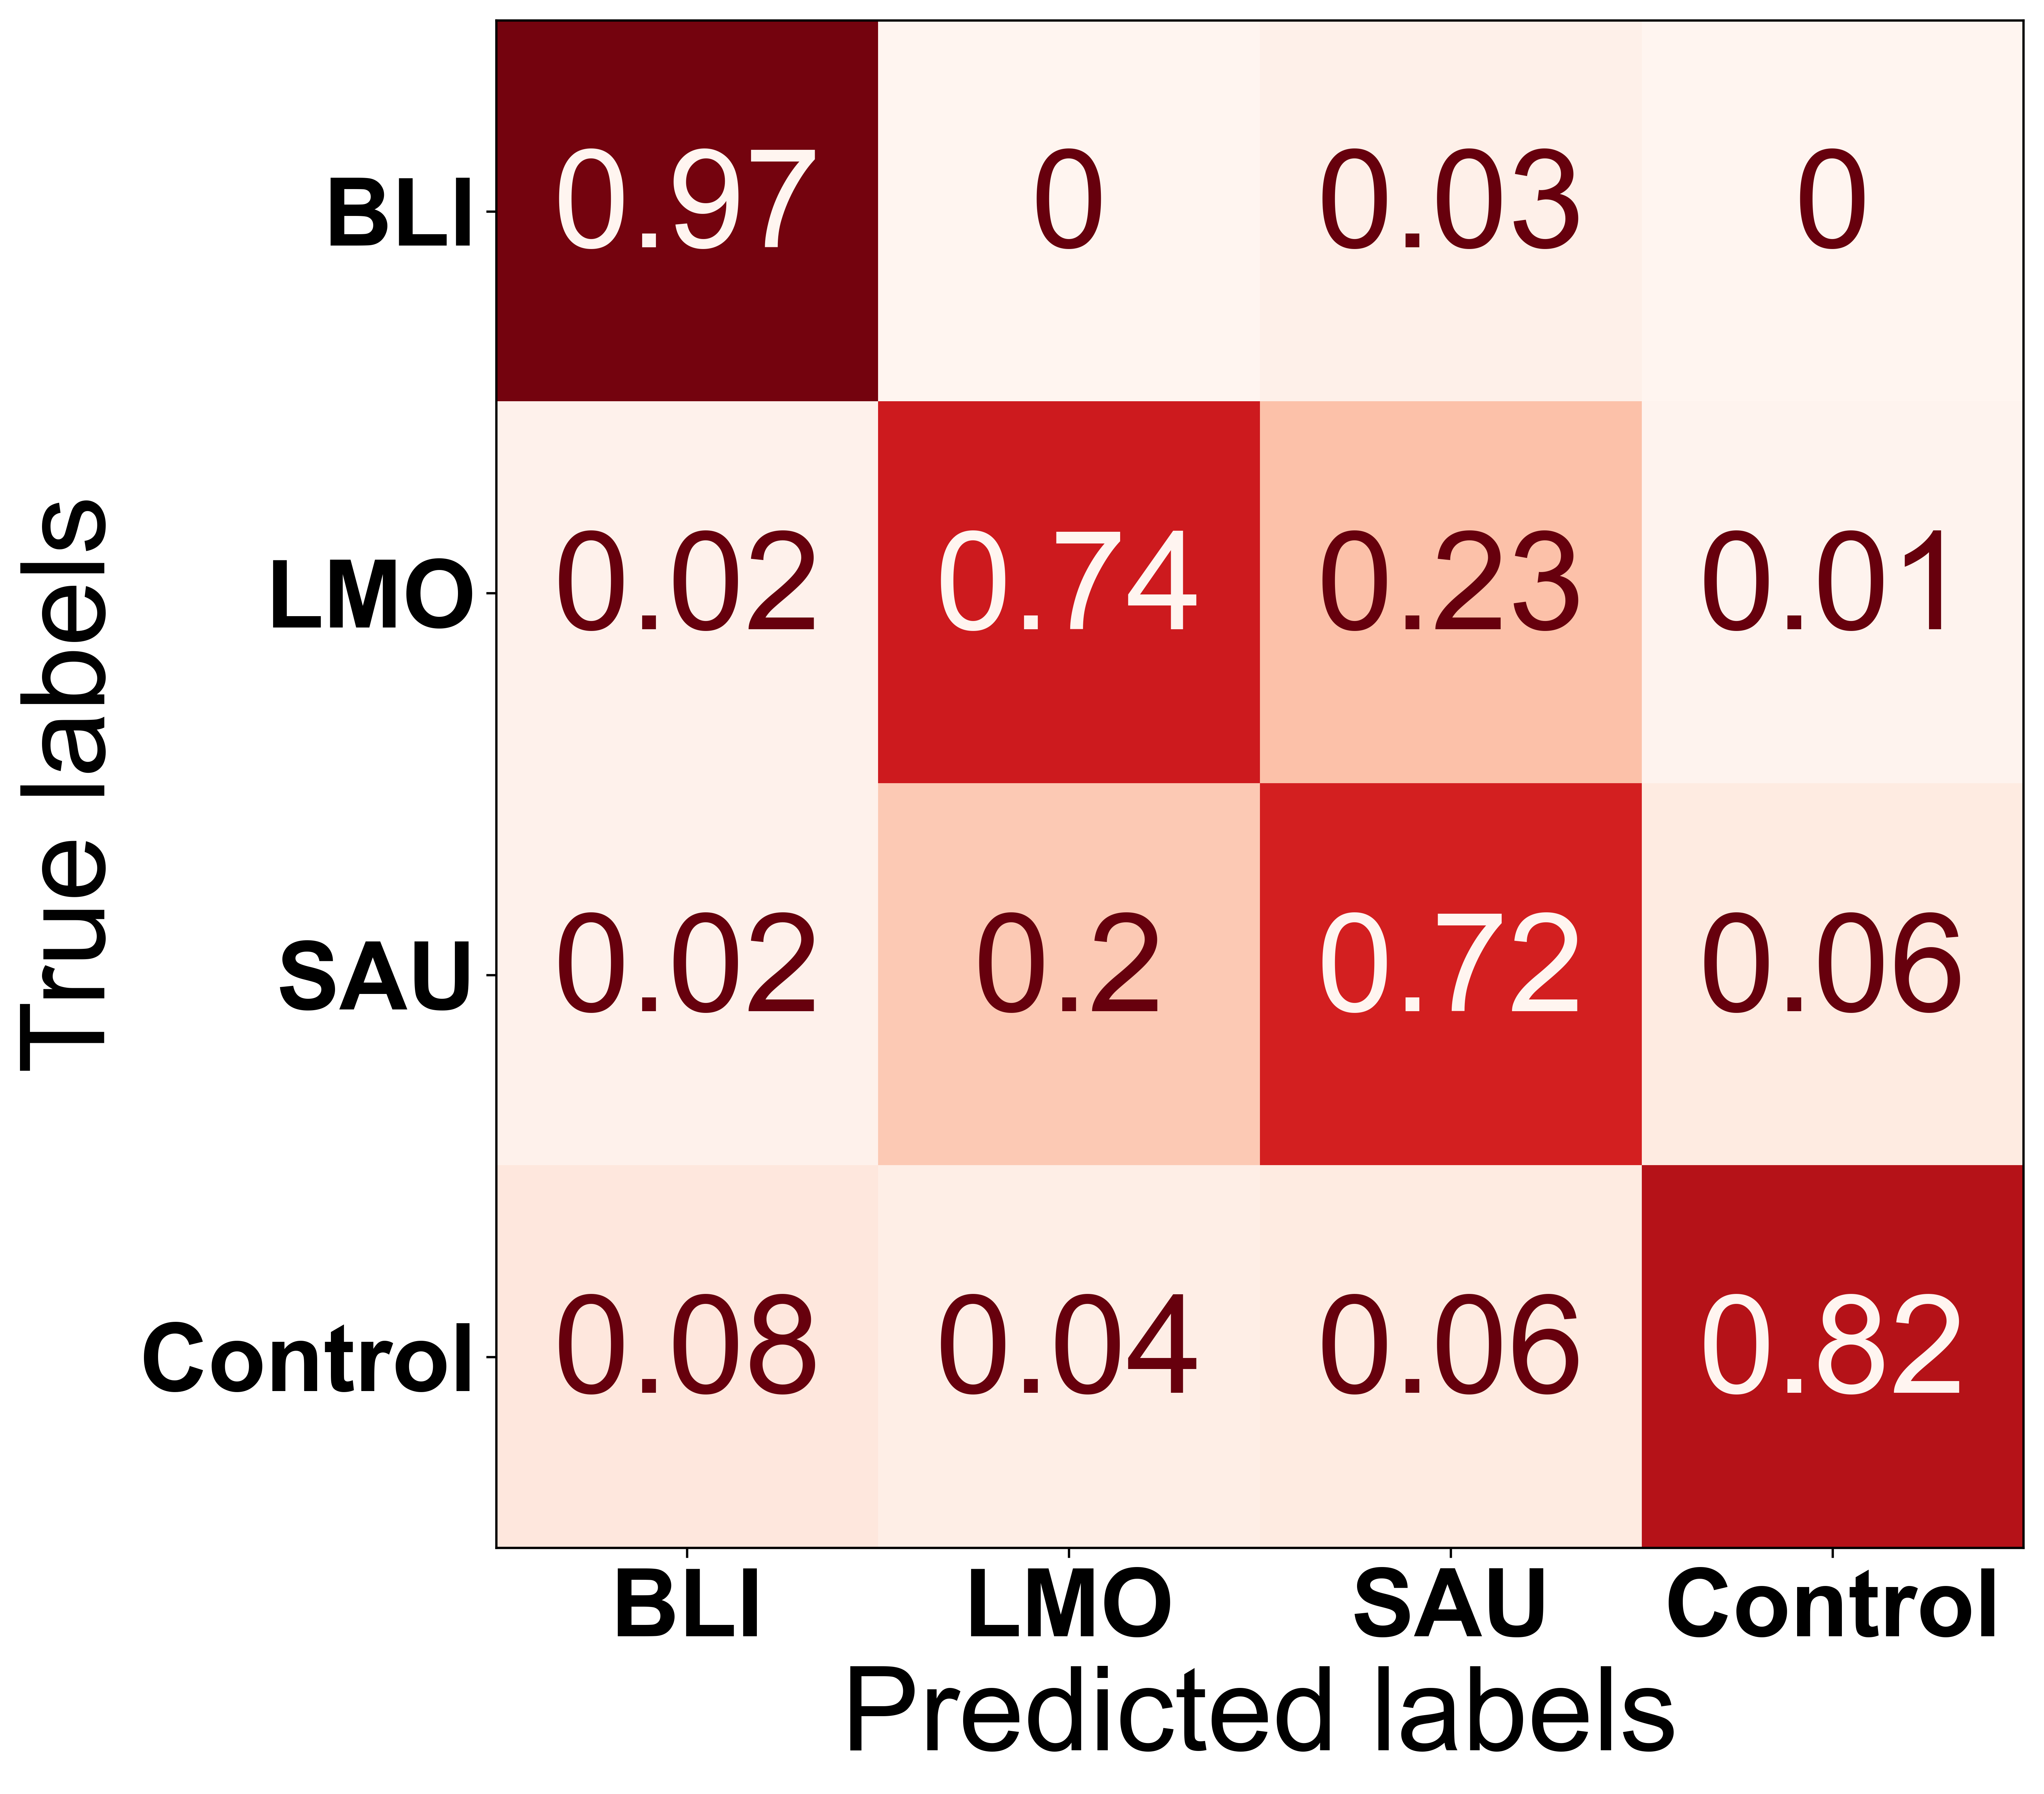 True labels
BLI 0.97 0 0.03 0
LMO 0.02 0.74 0.23 0.01
SAU 0.02 0.2 0.72 0.06
Control 0.08 0.04 0.06 0.82
BLI LMO SAU Control
Predicted labels